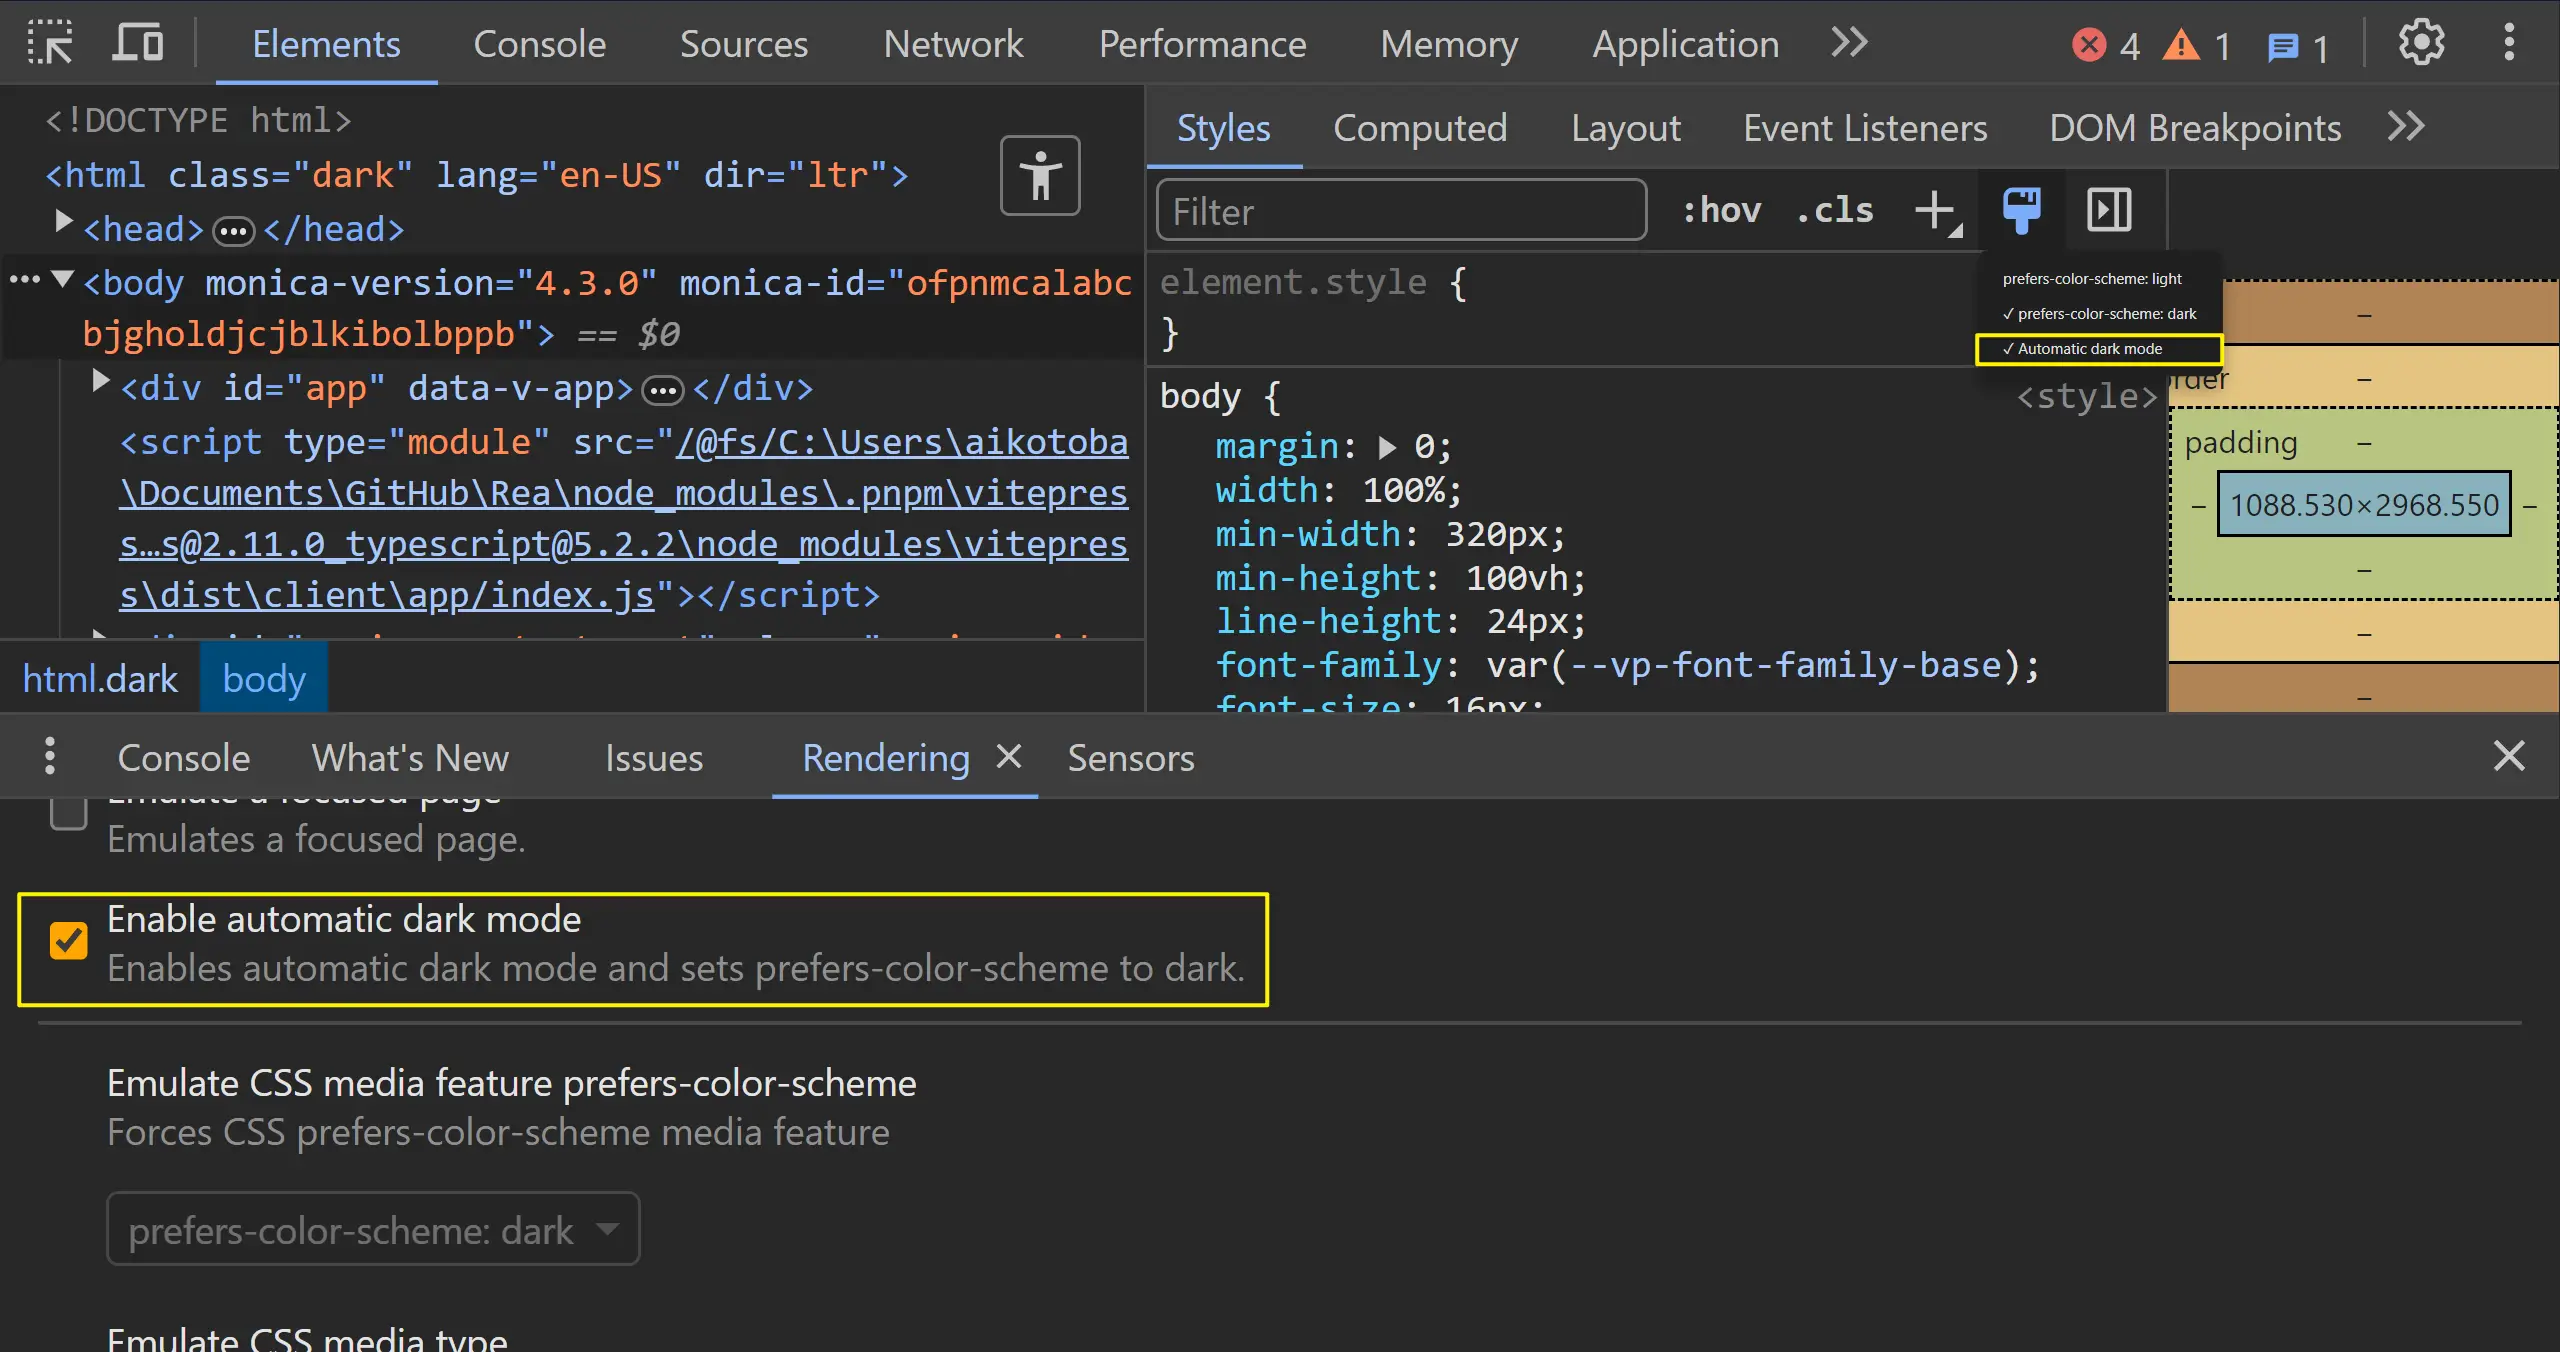 Elements Console Sources Network Performance Memory Application 4 1 1
<!DOCTYPE html>
<html class="dark" lang="en-US" dir="ltr">
<head>…</head>
<body monica-version="4.3.0" monica-id="ofpnmcalabc
bjgholdjcjblkibolbppb"> == $0
<div id="app" data-v-app>…</div>
<script type="module" src="/@fs/C:\Users\aikotoba
\Documents\GitHub\Rea\node_modules\.pnpm\vitepres
s…s@2.11.0_typescript@5.2.2\node_modules\vitepres
s\dist\client\app/index.js"></script>
html.dark body
Styles Computed Layout Event Listeners DOM Breakpoints
Filter :hov .cls
prefers-color-scheme: light
✓ prefers-color-scheme: dark
✓ Automatic dark mode
element.style {
}
body { <style>
margin: 0;
width: 100%;
min-width: 320px;
min-height: 100vh;
line-height: 24px;
font-family: var(--vp-font-family-base);
font-size: 16px;
–
–
padding –
– 1088.530×2968.550 –
–
–
–
Console What's New Issues Rendering Sensors
Emulate a focused page
Emulates a focused page.
Enable automatic dark mode
Enables automatic dark mode and sets prefers-color-scheme to dark.
Emulate CSS media feature prefers-color-scheme
Forces CSS prefers-color-scheme media feature
prefers-color-scheme: dark
Emulate CSS media type